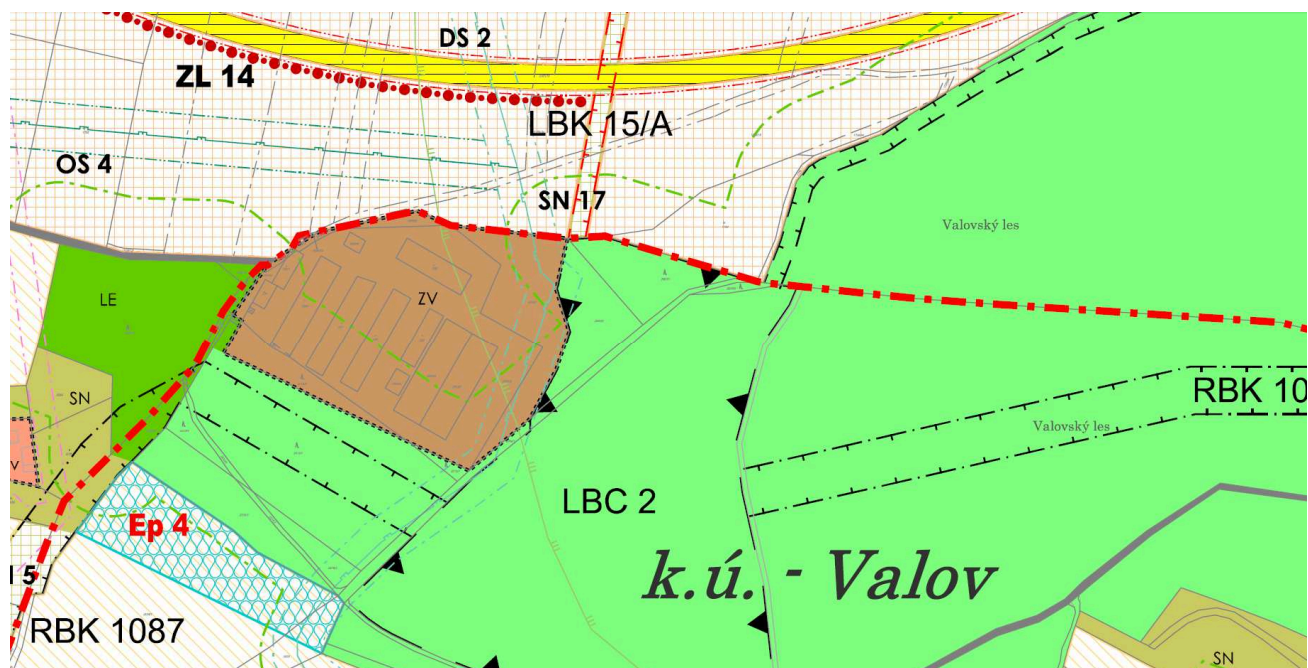 DS 2
ZL 14
LBK 15/A
OS 4
SN 17
Valovský les
LE
ZV
RBK 10
SN
Valovský les
V
LBC 2
Ep 4
k.ú. - Valov
I 5
RBK 1087
SN